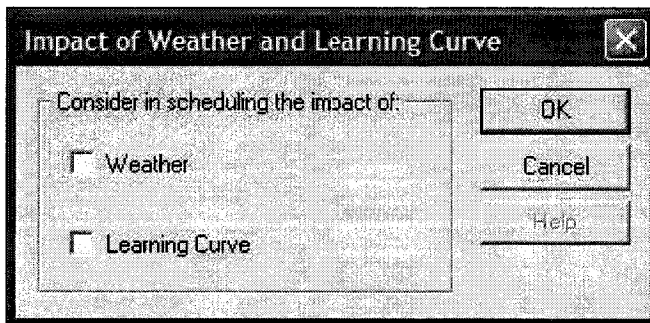 Impact of Weather and Learning Curve
Consider in scheduling the impact of:
OK
Weather
Cancel
Help
Learning Curve